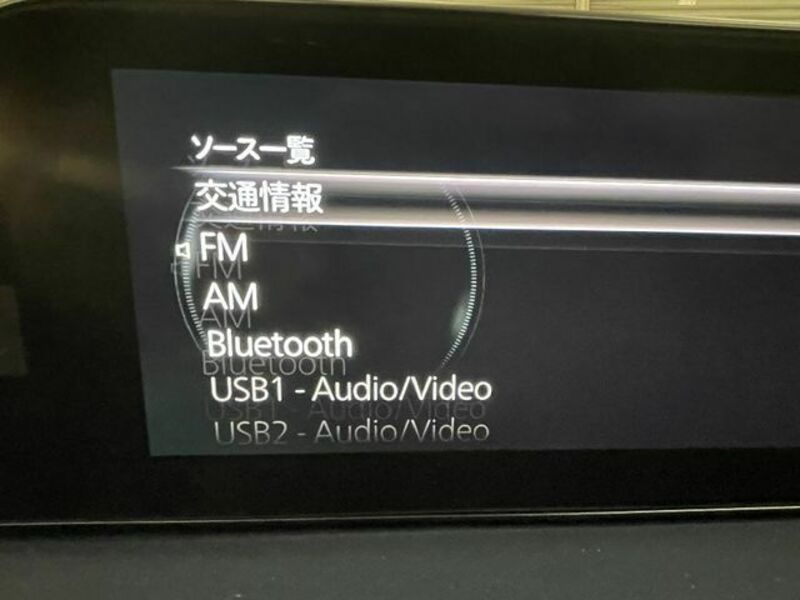 ソース一覧
交通情報
FM
AM
Bluetooth
USB1 - Audio/Video
USB2 - Audio/Video